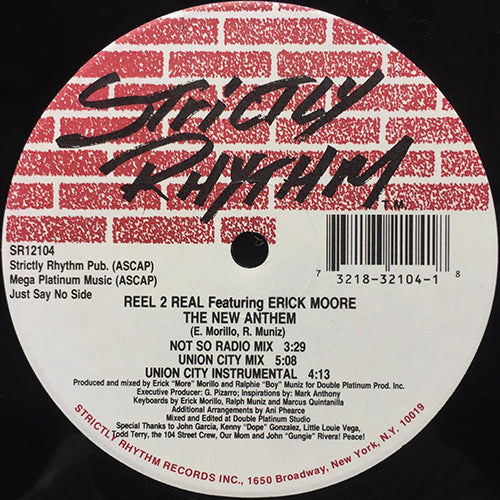 STRICTLY
RHYTHM
T.M.
SR12104
Strictly Rhythm Pub. (ASCAP)
Mega Platinum Music (ASCAP)
Just Say No Side
7 3218-32104-1 8
REEL 2 REAL Featuring ERICK MOORE
THE NEW ANTHEM
(E. Morillo, R. Muniz)
NOT SO RADIO MIX 3:29
UNION CITY MIX 5:08
UNION CITY INSTRUMENTAL 4:13
Produced and mixed by Erick "More" Morillo and Ralphie "Boy" Muniz for Double Platinum Prod. Inc.
Executive Producer: G. Pizarro; Inspirations by: Mark Anthony
Keyboards by Erick Morillo, Ralph Muniz and Marcus Quintanilla
Additional Arrangements by Ani Phearce
Mixed and Edited at Double Platinum Studio
Special Thanks to John Garcia, Kenny "Dope" Gonzalez, Little Louie Vega,
Todd Terry, the 104 Street Crew, Our Mom and John "Gungie" Rivera! Peace!
STRICTLY RHYTHM RECORDS INC., 1650 Broadway, New York, N.Y. 10019